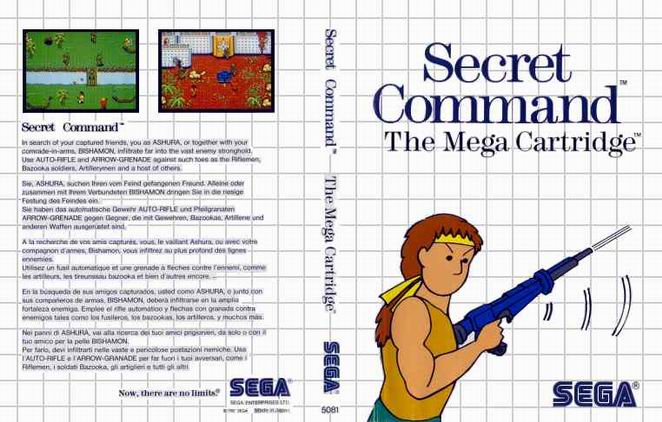 Secret Command™
In search of your captured friends, you as ASHURA, or together with your
comrade-in-arms, BISHAMON, infiltrate far into the vast enemy stronghold.
Use AUTO-RIFLE and ARROW-GRENADE against such foes as the Riflemen,
Bazooka soldiers, Artillerymen and a host of others.
Sie, ASHURA, suchen Ihren vom Feind gefangenen Freund. Alleine oder
zusammen mit Ihrem Verbundeten BISHAMON dringen Sie in die riesige
Festung des Feindes ein.
Sie haben das automatische Gewehr AUTO-RIFLE und Pfeilgranaten
ARROW-GRENADE gegen Gegner, die mit Gewehren, Bazookas, Artillerie und
anderen Waffen ausgerüstet sind.
A la recherche de vos amis capturés, vous, le vaillant Ashura, ou avec votre
compagnon d'armes, Bishamon, vous infiltrez au plus profond des lignes
ennemies.
Utilisez un fusil automatique et une grenade à fleches contre l'ennemi, comme
les artilleurs, les tireurs au bazooka et bien d'autres encore.
En la búsqueda de sus amigos capturados, usted como ASHURA, o junto con
sus compañeros de armas, BISHAMON, deberá infiltrarse en la amplia
fortaleza enemiga. Emplee el rifle automático y flechas con granada contra
enemigos tales como los fusileros, los bazookas, los artilleros, y muchos más.
Nei panni di ASHURA, vai alla ricerca dei tuoi amici prigionieri, da solo o con il
tuo amico per la pelle BISHAMON.
Per farlo, devi infiltrarti nelle vaste e pericolose postazioni nemiche. Usa
l'AUTO-RIFLE e l'ARROW-GRANADE per far fuori i tuoi avversari, come i
Riflemen, i soldati Bazooka, gli artiglieri e tutti gli altri.
Now, there are no limits.®
SEGA®
SEGA ENTERPRISES LTD.
© 1987 SEGA Made in Japan
Secret Command™ The Mega Cartridge™
SEGA®
5081
Secret
Command™
The Mega Cartridge™
SEGA®